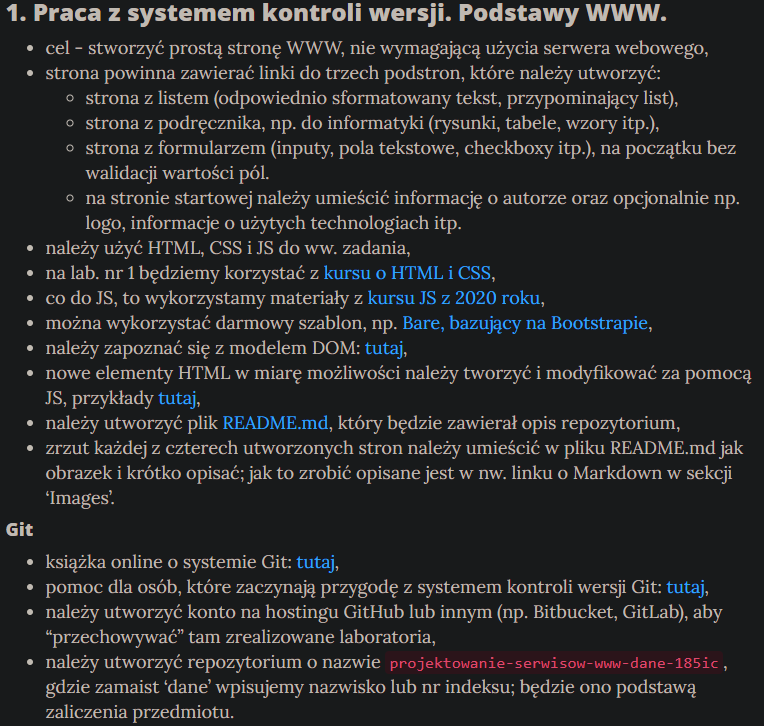 1. Praca z systemem kontroli wersji. Podstawy WWW.
• cel - stworzyć prostą stronę WWW, nie wymagającą użycia serwera webowego,
• strona powinna zawierać linki do trzech podstron, które należy utworzyć:
◦ strona z listem (odpowiednio sformatowany tekst, przypominający list),
◦ strona z podręcznika, np. do informatyki (rysunki, tabele, wzory itp.),
◦ strona z formularzem (inputy, pola tekstowe, checkboxy itp.), na początku bez
walidacji wartości pól.
◦ na stronie startowej należy umieścić informację o autorze oraz opcjonalnie np.
logo, informacje o użytych technologiach itp.
• należy użyć HTML, CSS i JS do ww. zadania,
• na lab. nr 1 będziemy korzystać z kursu o HTML i CSS,
• co do JS, to wykorzystamy materiały z kursu JS z 2020 roku,
• można wykorzystać darmowy szablon, np. Bare, bazujący na Bootstrapie,
• należy zapoznać się z modelem DOM: tutaj,
• nowe elementy HTML w miarę możliwości należy tworzyć i modyfikować za pomocą
JS, przykłady tutaj,
• należy utworzyć plik README.md, który będzie zawierał opis repozytorium,
• zrzut każdej z czterech utworzonych stron należy umieścić w pliku README.md jak
obrazek i krótko opisać; jak to zrobić opisane jest w nw. linku o Markdown w sekcji
‘Images’.
Git
• książka online o systemie Git: tutaj,
• pomoc dla osób, które zaczynają przygodę z systemem kontroli wersji Git: tutaj,
• należy utworzyć konto na hostingu GitHub lub innym (np. Bitbucket, GitLab), aby
“przechowywać” tam zrealizowane laboratoria,
• należy utworzyć repozytorium o nazwie projektowanie-serwisow-www-dane-185ic ,
gdzie zamaist ‘dane’ wpisujemy nazwisko lub nr indeksu; będzie ono podstawą
zaliczenia przedmiotu.